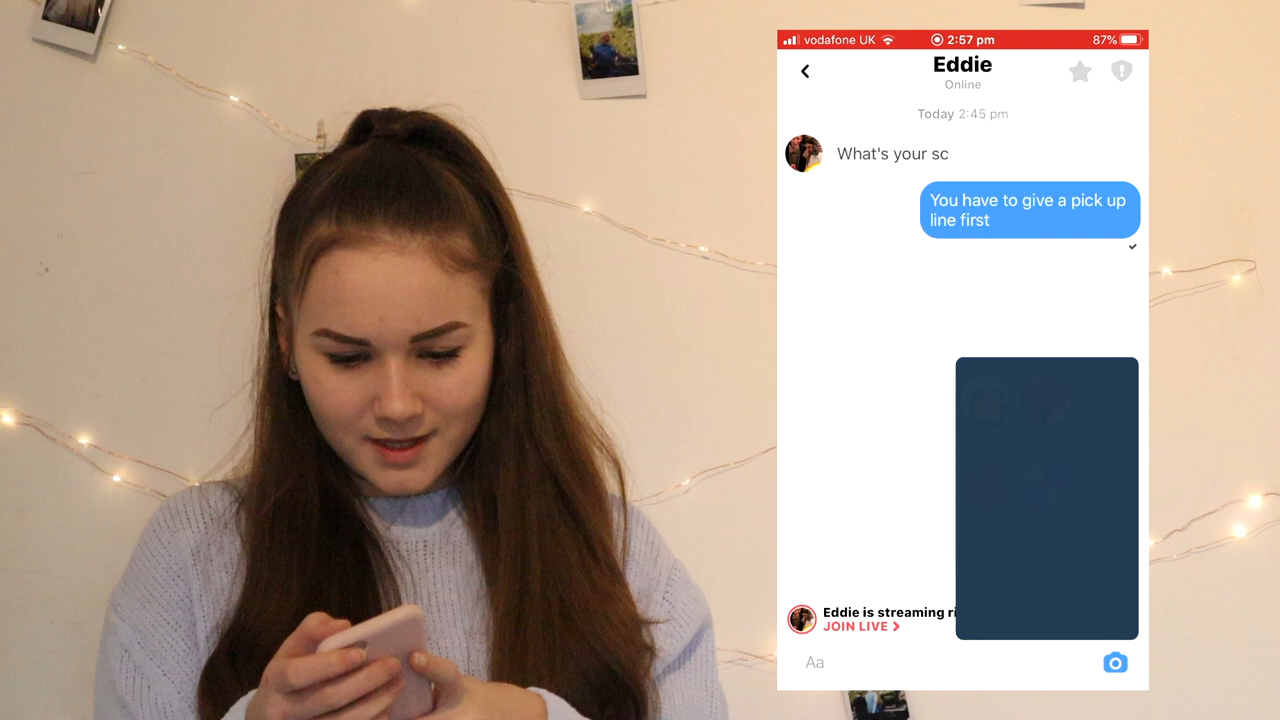 vodafone UK
2:57 pm
87%
Eddie
Online
Today 2:45 pm
What's your sc
You have to give a pick up
line first
Eddie is streaming ri
JOIN LIVE >
Aa